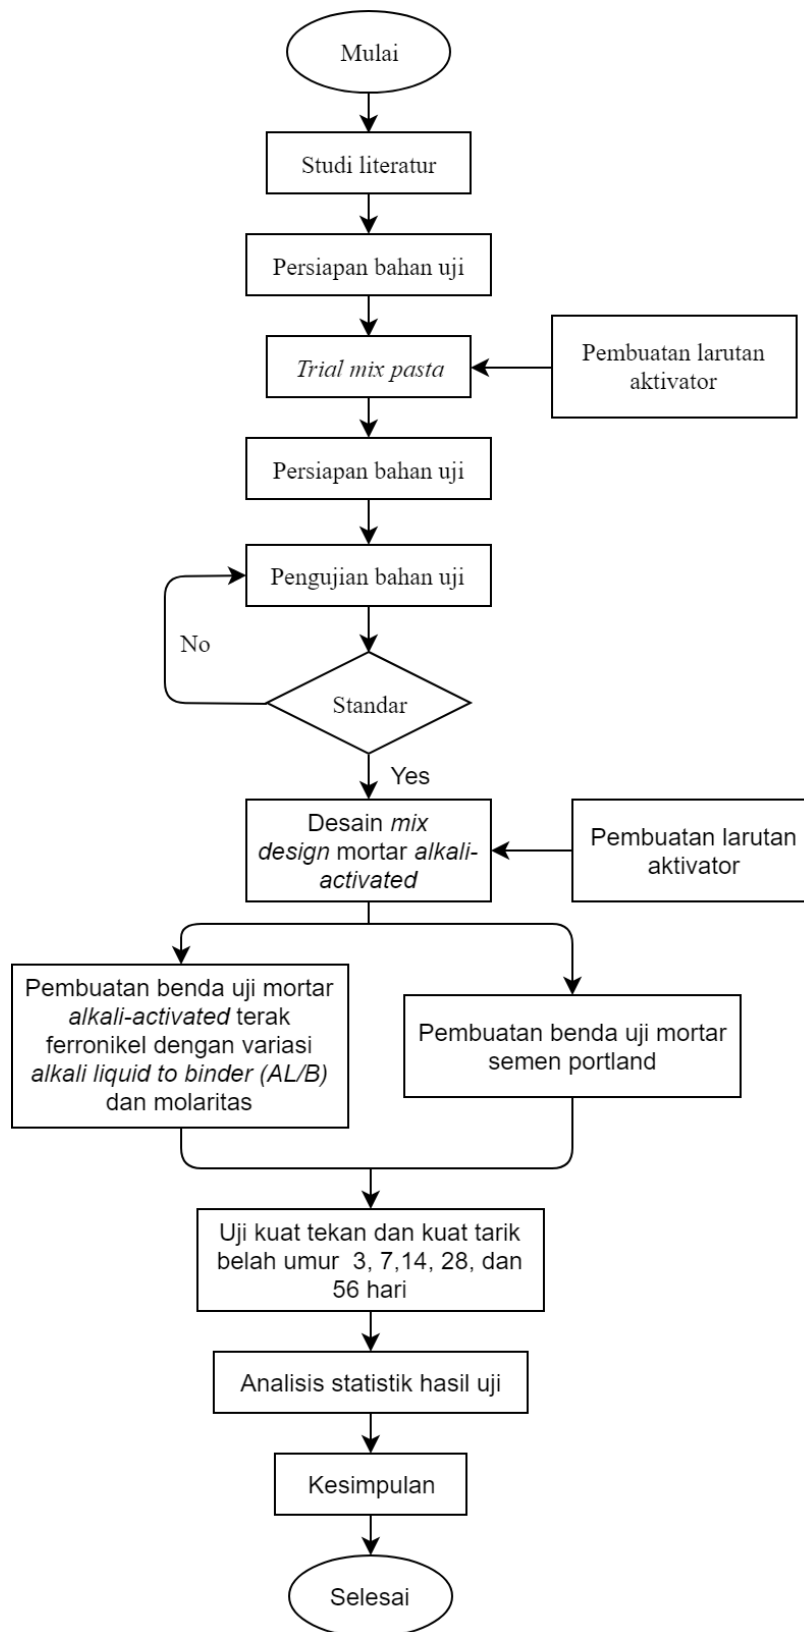 Mulai
Studi literatur
Persiapan bahan uji
Trial mix pasta
Pembuatan larutan
aktivator
Persiapan bahan uji
Pengujian bahan uji
No
Standar
Yes
Desain mix
design mortar alkali-
activated
Pembuatan larutan
aktivator
Pembuatan benda uji mortar
alkali-activated terak
ferronikel dengan variasi
alkali liquid to binder (AL/B)
dan molaritas
Pembuatan benda uji mortar
semen portland
Uji kuat tekan dan kuat tarik
belah umur  3, 7,14, 28, dan
56 hari
Analisis statistik hasil uji
Kesimpulan
Selesai